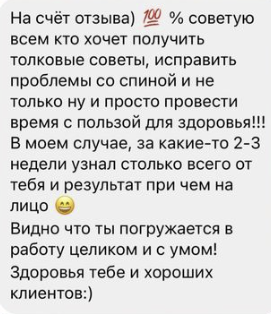 На счёт отзыва) 💯 % советую
всем кто хочет получить
толковые советы, исправить
проблемы со спиной и не
только ну и просто провести
время с пользой для здоровья!!!
В моем случае, за какие-то 2-3
недели узнал столько всего от
тебя и результат при чем на
лицо 😄
Видно что ты погружается в
работу целиком и с умом!
Здоровья тебе и хороших
клиентов:)